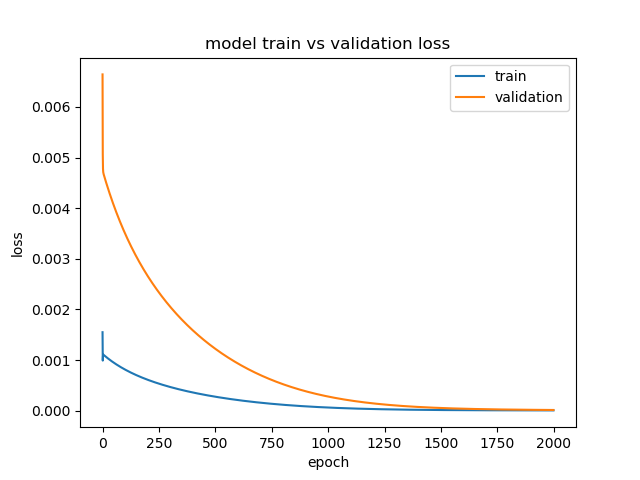 model train vs validation loss
train
validation
0.006
0.005
0.004
0.003
0.002
0.001
0.000
loss
0 250 500 750 1000 1250 1500 1750 2000
epoch